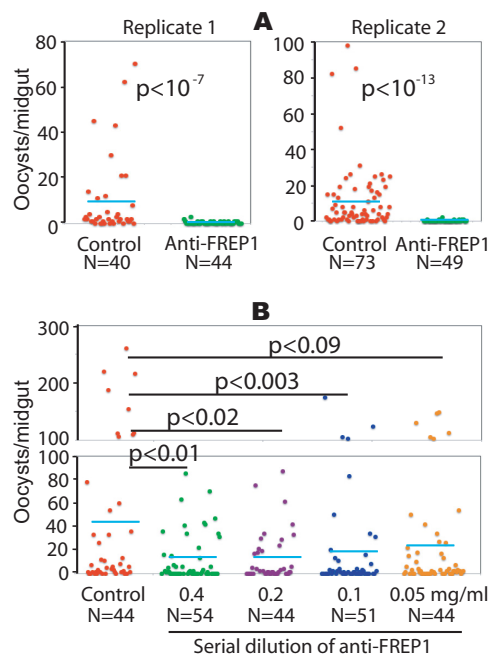 Replicate 1 A Replicate 2
80
60
40
20
0
Oocysts/midgut
p<10-7
Control Anti-FREP1
N=40 N=44
100
80
60
40
20
0
p<10-13
Control Anti-FREP1
N=73 N=49
B
300
200
100
100
80
60
40
20
0
Oocysts/midgut
p<0.09
p<0.003
p<0.02
p<0.01
Control 0.4 0.2 0.1 0.05 mg/ml
N=44 N=54 N=44 N=51 N=44
Serial dilution of anti-FREP1